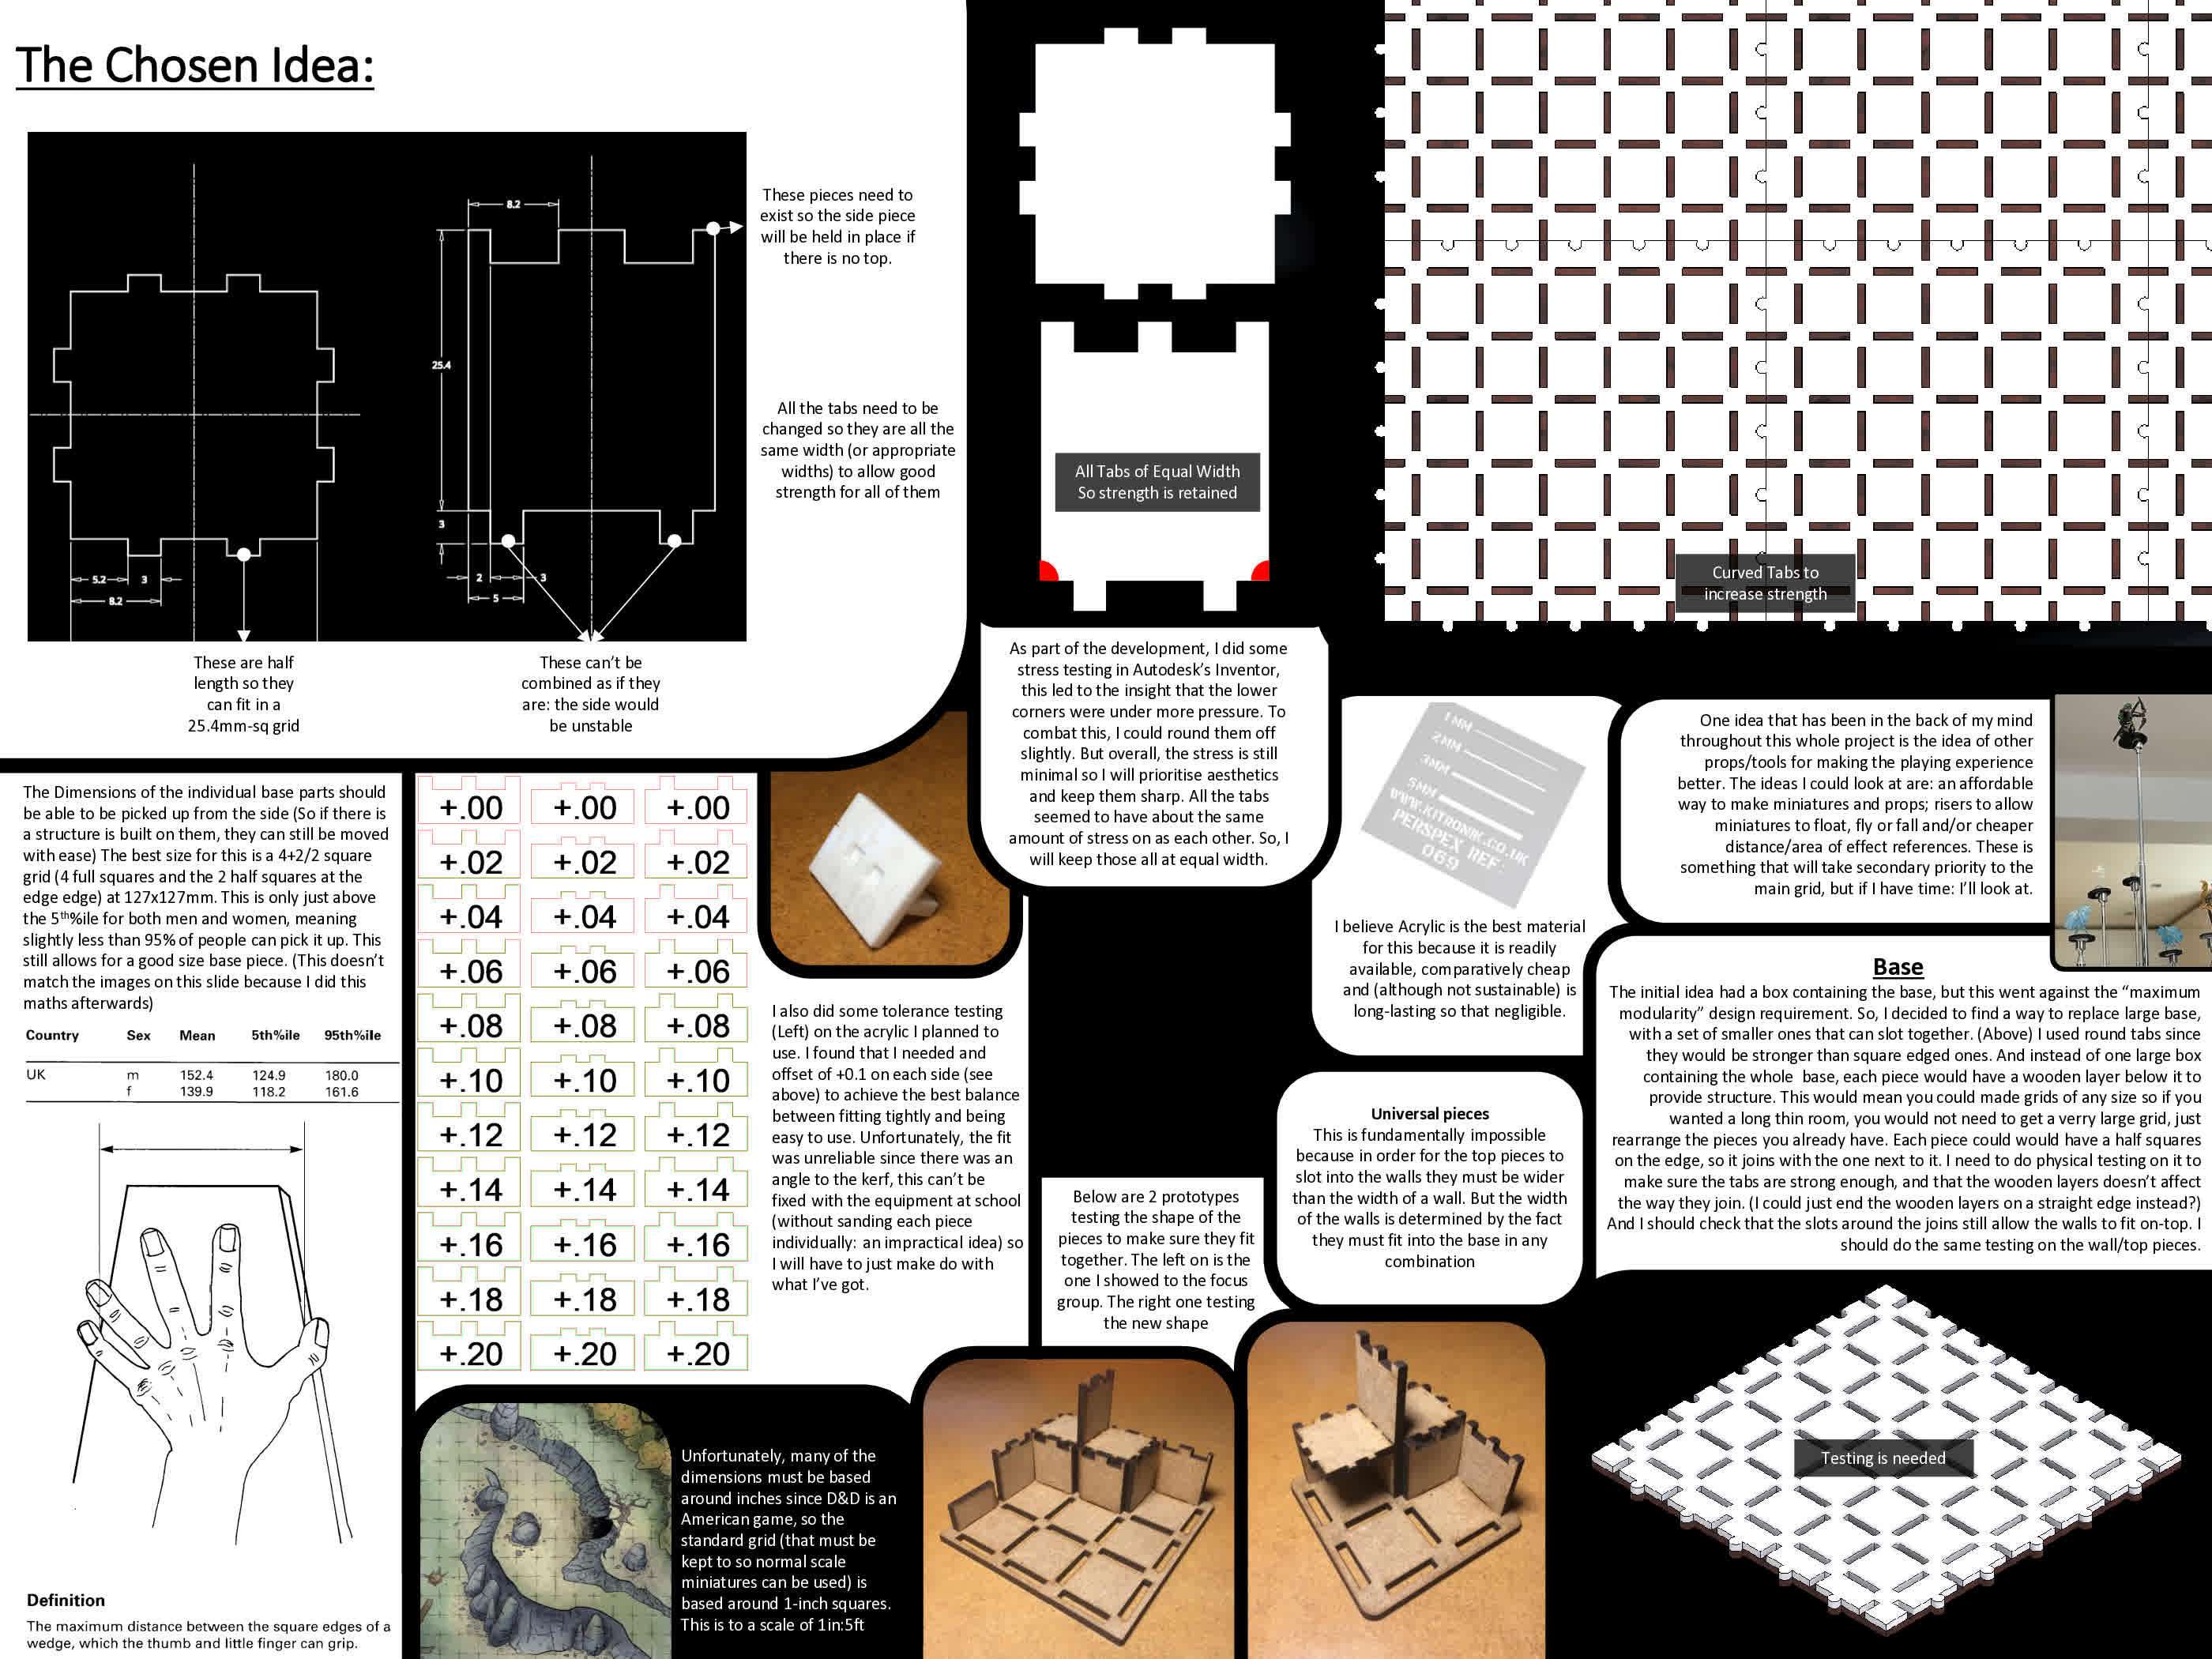 The Chosen Idea:
8.2
25.4
3
2
3
5
5.2
3
8.2
These pieces need to
exist so the side piece
will be held in place if
there is no top.
All the tabs need to be
changed so they are all the
same width (or appropriate
widths) to allow good
strength for all of them
These are half
length so they
can fit in a
25.4mm-sq grid
These can't be
combined as if they
are: the side would
be unstable
All Tabs of Equal Width
So strength is retained
Curved Tabs to
increase strength
As part of the development, I did some
stress testing in Autodesk's Inventor,
this led to the insight that the lower
corners were under more pressure. To
combat this, I could round them off
slightly. But overall, the stress is still
minimal so I will prioritise aesthetics
and keep them sharp. All the tabs
seemed to have about the same
amount of stress on as each other. So, I
will keep those all at equal width.
1MM
2MM
3MM
5MM
WWW.KITRONIK.CO.UK
PERSPEX REF:
069
I believe Acrylic is the best material
for this because it is readily
available, comparatively cheap
and (although not sustainable) is
long-lasting so that negligible.
One idea that has been in the back of my mind
throughout this whole project is the idea of other
props/tools for making the playing experience
better. The ideas I could look at are: an affordable
way to make miniatures and props; risers to allow
miniatures to float, fly or fall and/or cheaper
distance/area of effect references. These is
something that will take secondary priority to the
main grid, but if I have time: I'll look at.
The Dimensions of the individual base parts should
be able to be picked up from the side (So if there is
a structure is built on them, they can still be moved
with ease) The best size for this is a 4+2/2 square
grid (4 full squares and the 2 half squares at the
edge edge) at 127x127mm. This is only just above
the 5th%ile for both men and women, meaning
slightly less than 95% of people can pick it up. This
still allows for a good size base piece. (This doesn't
match the images on this slide because I did this
maths afterwards)
Country Sex Mean 5th%ile 95th%ile
UK m 152.4 124.9 180.0
f 139.9 118.2 161.6
Definition
The maximum distance between the square edges of a
wedge, which the thumb and little finger can grip.
+.00 +.00 +.00
+.02 +.02 +.02
+.04 +.04 +.04
+.06 +.06 +.06
+.08 +.08 +.08
+.10 +.10 +.10
+.12 +.12 +.12
+.14 +.14 +.14
+.16 +.16 +.16
+.18 +.18 +.18
+.20 +.20 +.20
I also did some tolerance testing
(Left) on the acrylic I planned to
use. I found that I needed and
offset of +0.1 on each side (see
above) to achieve the best balance
between fitting tightly and being
easy to use. Unfortunately, the fit
was unreliable since there was an
angle to the kerf, this can't be
fixed with the equipment at school
(without sanding each piece
individually: an impractical idea) so
I will have to just make do with
what I've got.
Unfortunately, many of the
dimensions must be based
around inches since D&D is an
American game, so the
standard grid (that must be
kept to so normal scale
miniatures can be used) is
based around 1-inch squares.
This is to a scale of 1in:5ft
Below are 2 prototypes
testing the shape of the
pieces to make sure they fit
together. The left on is the
one I showed to the focus
group. The right one testing
the new shape
Universal pieces
This is fundamentally impossible
because in order for the top pieces to
slot into the walls they must be wider
than the width of a wall. But the width
of the walls is determined by the fact
they must fit into the base in any
combination
Base
The initial idea had a box containing the base, but this went against the "maximum
modularity" design requirement. So, I decided to find a way to replace large base,
with a set of smaller ones that can slot together. (Above) I used round tabs since
they would be stronger than square edged ones. And instead of one large box
containing the whole base, each piece would have a wooden layer below it to
provide structure. This would mean you could made grids of any size so if you
wanted a long thin room, you would not need to get a verry large grid, just
rearrange the pieces you already have. Each piece could would have a half squares
on the edge, so it joins with the one next to it. I need to do physical testing on it to
make sure the tabs are strong enough, and that the wooden layers doesn't affect
the way they join. (I could just end the wooden layers on a straight edge instead?)
And I should check that the slots around the joins still allow the walls to fit on-top. I
should do the same testing on the wall/top pieces.
Testing is needed